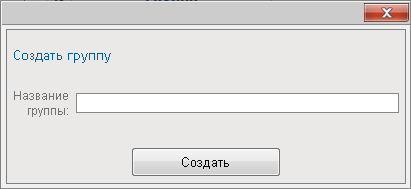 Создать группу
Название
группы:
Создать